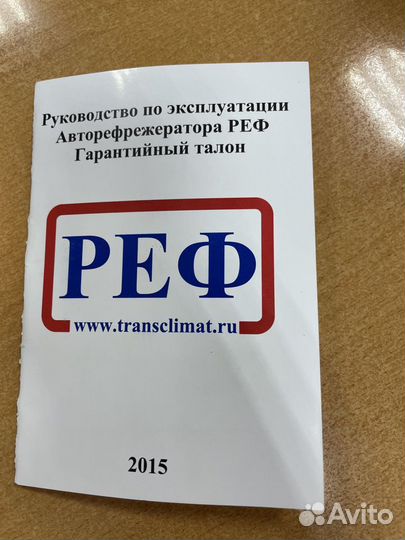 Руководство по эксплуатации
Авторефрежератора РЕФ
Гарантийный талон
РЕФ
www.transclimat.ru
2015
Avito